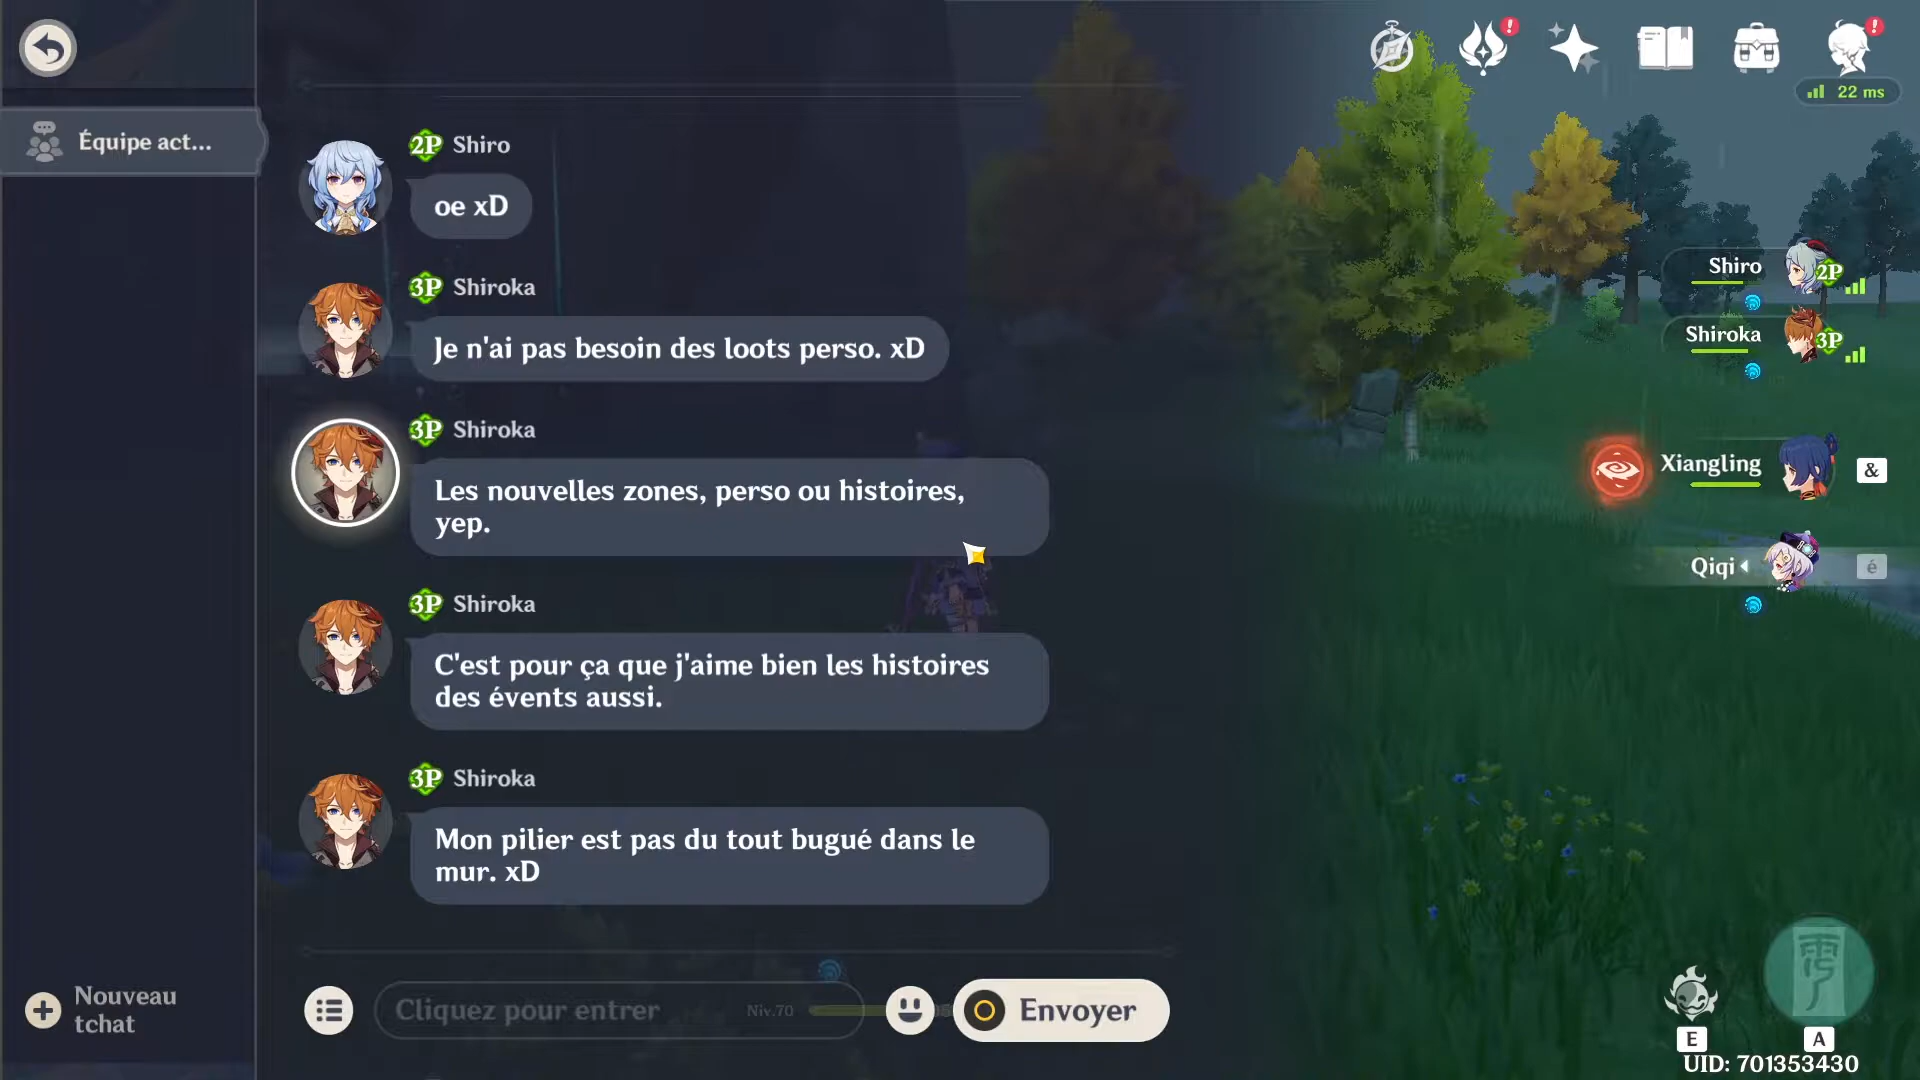 22 ms
Équipe act...
2P Shiro
oe xD
3P Shiroka
Je n'ai pas besoin des loots perso. xD
3P Shiroka
Les nouvelles zones, perso ou histoires,
yep.
3P Shiroka
C'est pour ça que j'aime bien les histoires
des évents aussi.
3P Shiroka
Mon pilier est pas du tout bugué dans le
mur. xD
Shiro 2P
Shiroka 3P
Xiangling &
Qiqi é
Nouveau
tchat
Cliquez pour entrer
Niv.70
Envoyer
E
A
UID: 701353430